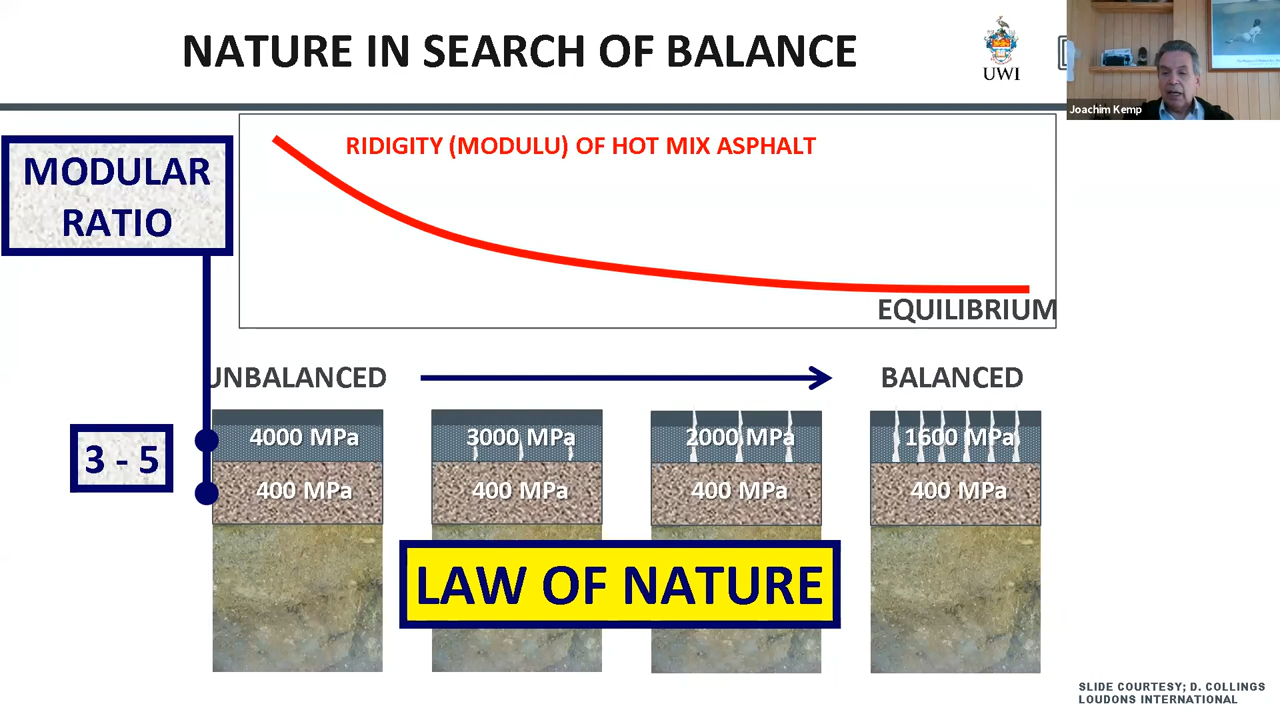 NATURE IN SEARCH OF BALANCE
UWI
Joachim Kemp
MODULAR
RATIO
RIDIGITY (MODULU) OF HOT MIX ASPHALT
EQUILIBRIUM
UNBALANCED
BALANCED
3 - 5
4000 MPa
3000 MPa
2000 MPa
1600 MPa
400 MPa
400 MPa
400 MPa
400 MPa
LAW OF NATURE
SLIDE COURTESY; D. COLLINGS
LOUDONS INTERNATIONAL